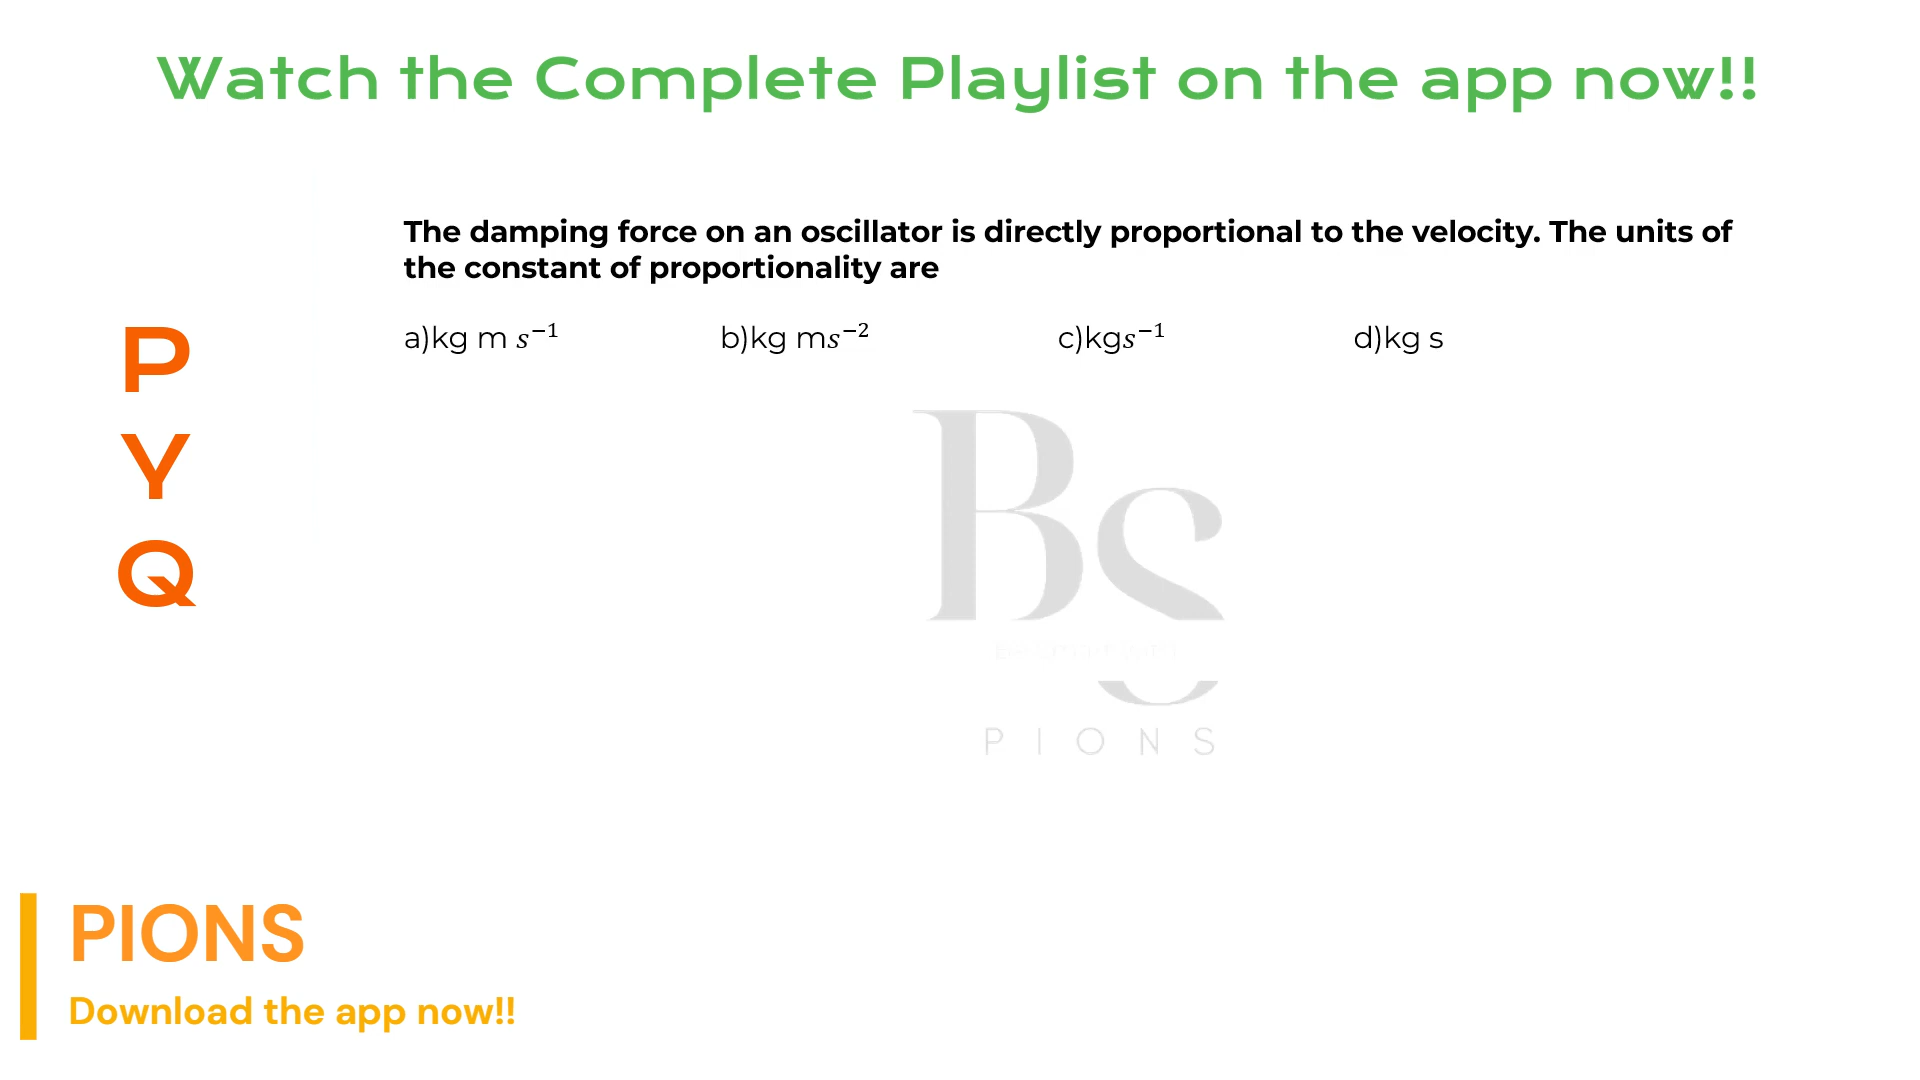 Watch the Complete Playlist on the app now!!
The damping force on an oscillator is directly proportional to the velocity. The units of
the constant of proportionality are
a)kg m s⁻¹ b)kg ms⁻² c)kgs⁻¹ d)kg s
P
Y
Q
BS
PIONS
PIONS
Download the app now!!